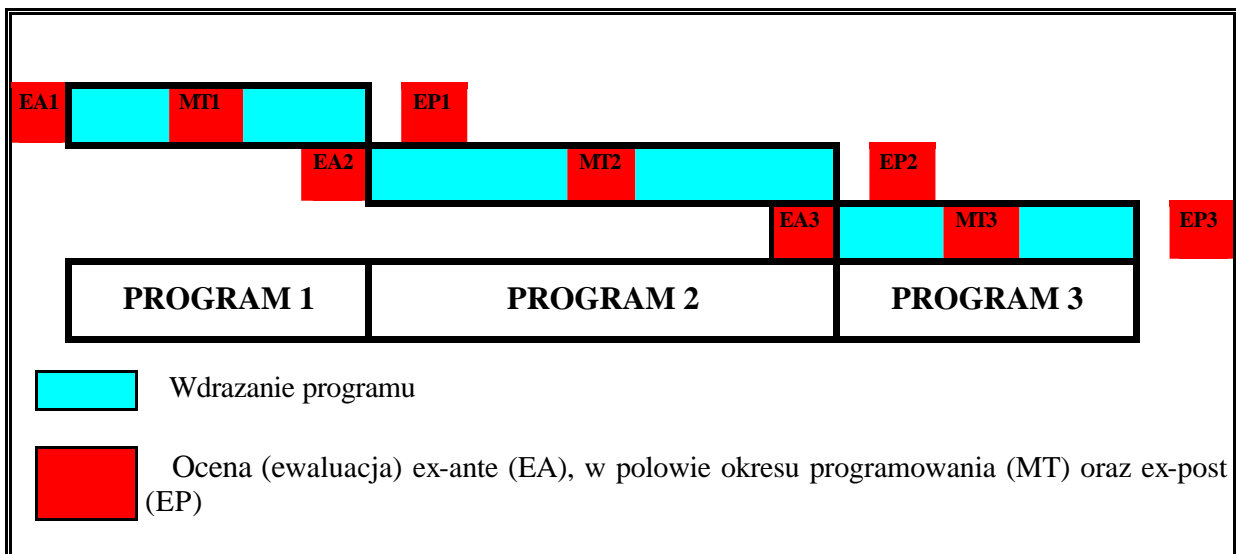 EA1 MT1 EP1
EA2 MT2 EP2
EA3 MT3 EP3
PROGRAM 1 PROGRAM 2 PROGRAM 3
Wdrazanie programu
Ocena (ewaluacja) ex-ante (EA), w polowie okresu programowania (MT) oraz ex-post
(EP)